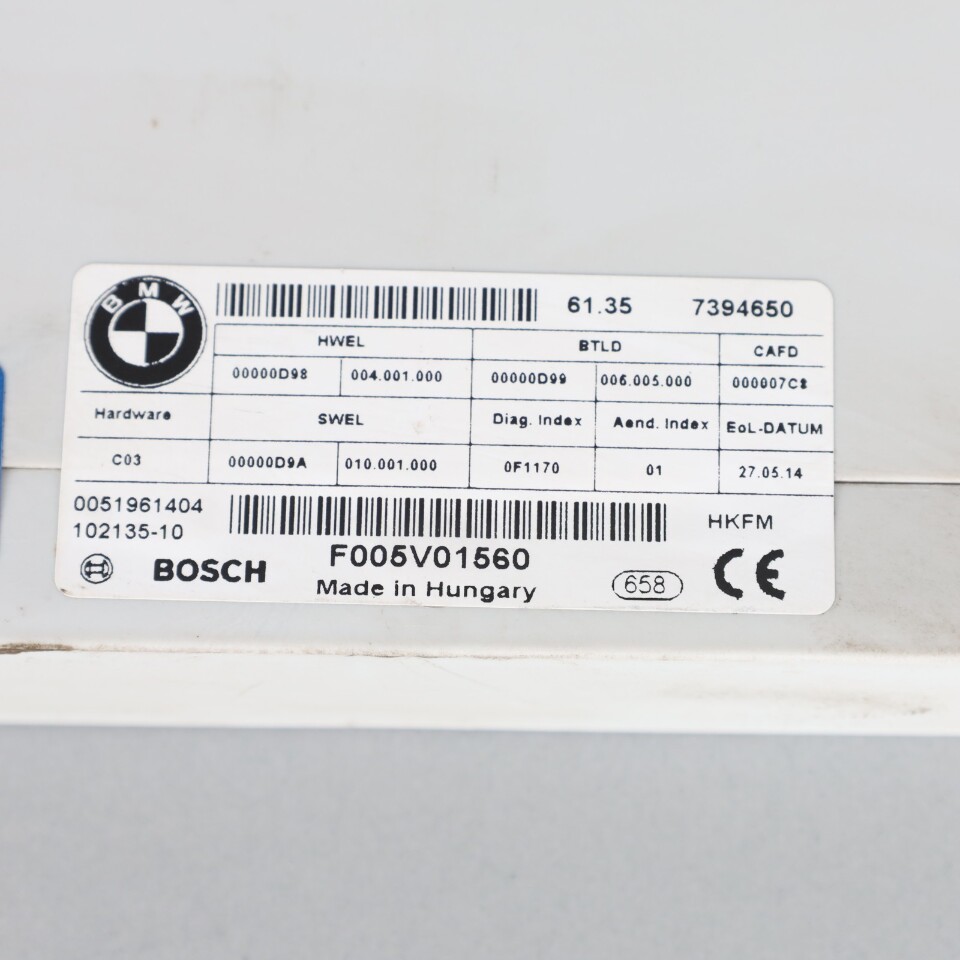 BMW 61.35 7394650
HWEL BTLD CAFD
00000D98 004.001.000 00000D99 006.005.000 000007C8
Hardware SWEL Diag. Index Aend. Index EoL-DATUM
C03 00000D9A 010.001.000 0F1170 01 27.05.14
0051961404
102135-10 HKFM
BOSCH F005V01560 658 CE
Made in Hungary